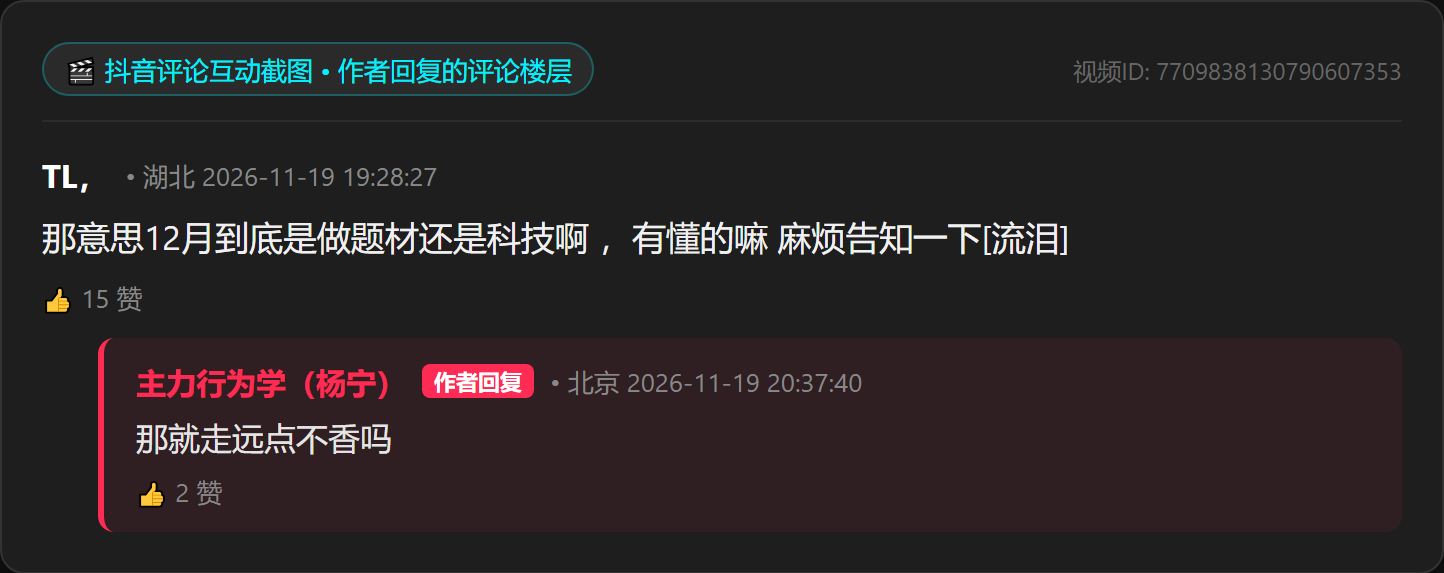 🎬 抖音评论互动截图 • 作者回复的评论楼层
视频ID: 7709838130790607353
TL， • 湖北 2026-11-19 19:28:27
那意思12月到底是做题材还是科技啊 ，有懂的嘛 麻烦告知一下[流泪]
👍 15 赞
主力行为学（杨宁） 作者回复 • 北京 2026-11-19 20:37:40
那就走远点不香吗
👍 2 赞